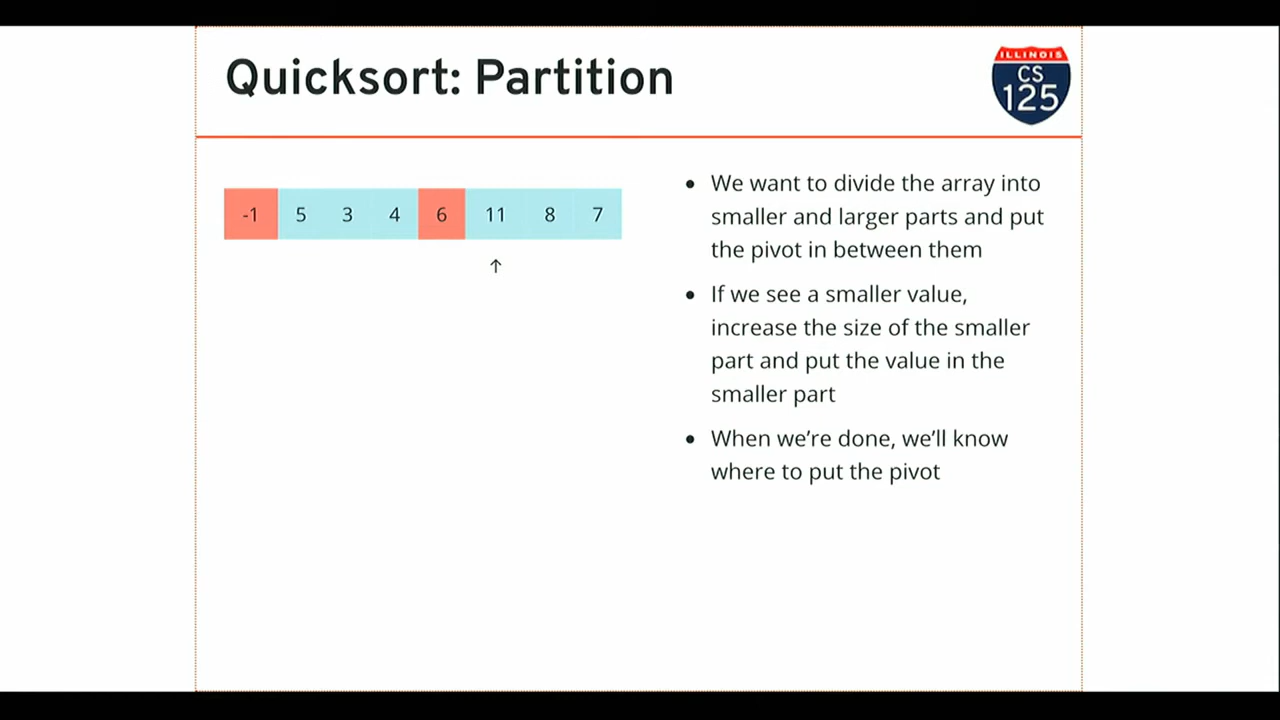 Quicksort: Partition
ILLINOIS
CS
125
-1 5 3 4 6 11 8 7
↑
• We want to divide the array into
smaller and larger parts and put
the pivot in between them
• If we see a smaller value,
increase the size of the smaller
part and put the value in the
smaller part
• When we’re done, we’ll know
where to put the pivot